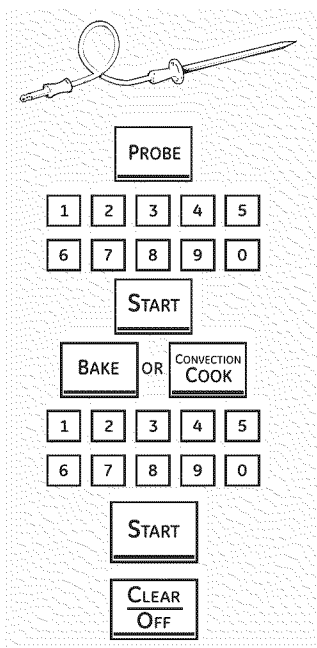 PROBE
1 2 3 4 5
6 7 8 9 0
START
BAKE OR CONVECTION COOK
1 2 3 4 5
6 7 8 9 0
START
CLEAR
OFF